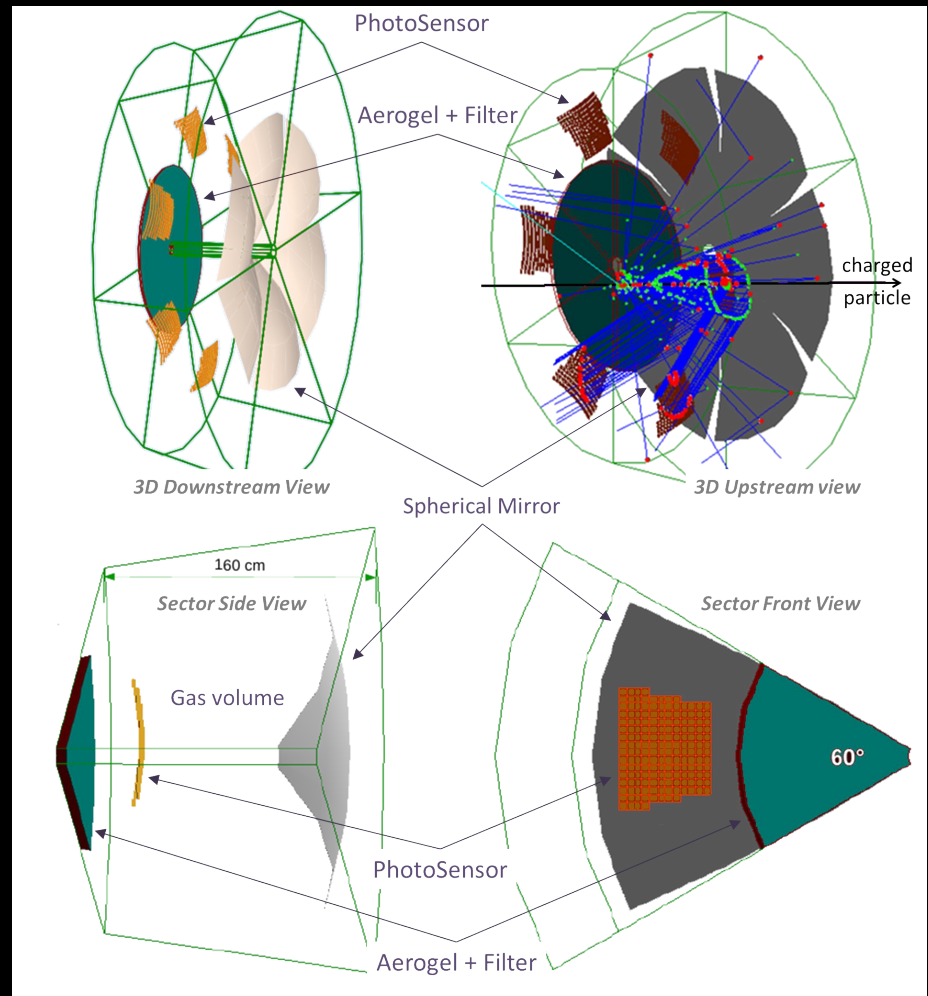 PhotoSensor
Aerogel + Filter
charged
particle
3D Downstream View
3D Upstream view
Spherical Mirror
160 cm
Sector Side View
Sector Front View
Gas volume
60°
PhotoSensor
Aerogel + Filter